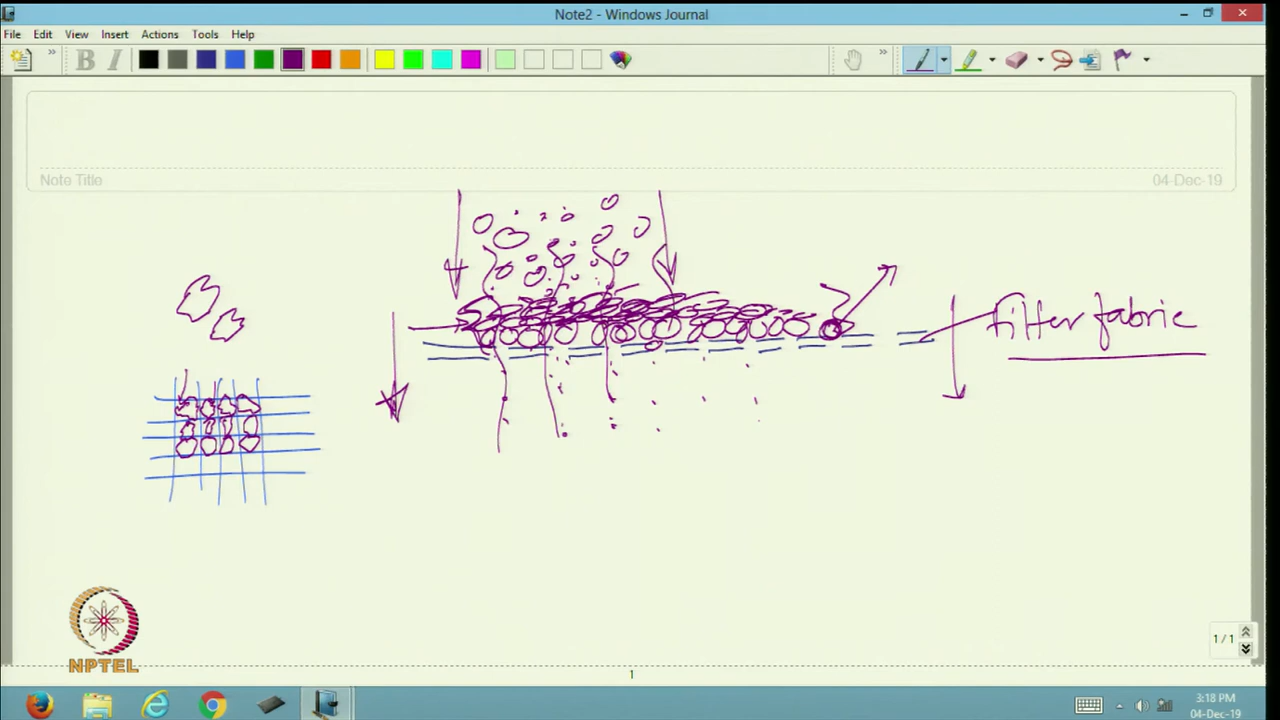 Note2 - Windows Journal
File Edit View Insert Actions Tools Help
B I
Note Title
04-Dec-19
filter fabric
NPTEL
1 / 1
1
3:18 PM
04-Dec-19